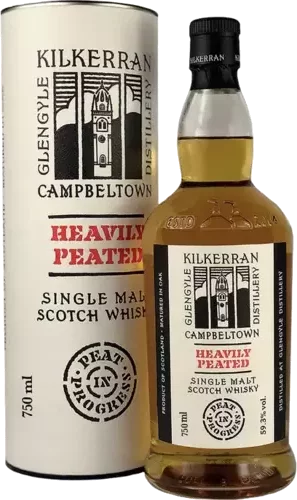 KILKERRAN
GLENGYLE
DISTILLERY
CAMPBELTOWN
HEAVILY
PEATED
SINGLE MALT
SCOTCH WHISKY
PEAT
IN
PROGRESS
750 ml
KILKERRAN
GLENGYLE
DISTILLERY
CAMPBELTOWN
HEAVILY
PEATED
SINGLE MALT
SCOTCH WHISKY
PEAT
IN
PROGRESS
750 ml
59.3% vol.
PRODUCT OF SCOTLAND - MATURED IN OAK
DISTILLED AT GLENGYLE DISTILLERY